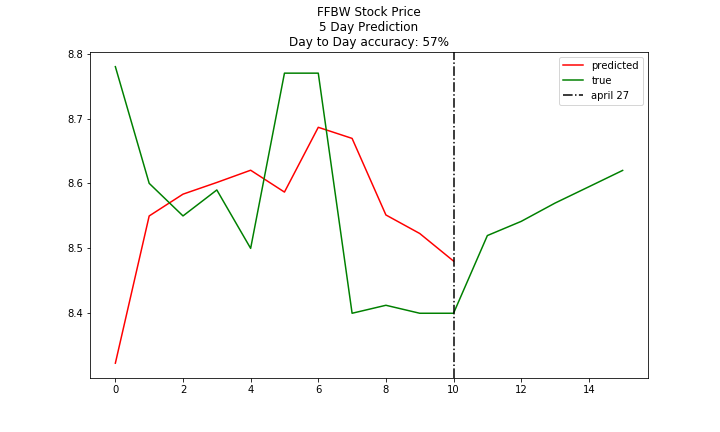 FFBW Stock Price
5 Day Prediction
Day to Day accuracy: 57%
predicted
true
april 27
8.8
8.7
8.6
8.5
8.4
0 2 4 6 8 10 12 14